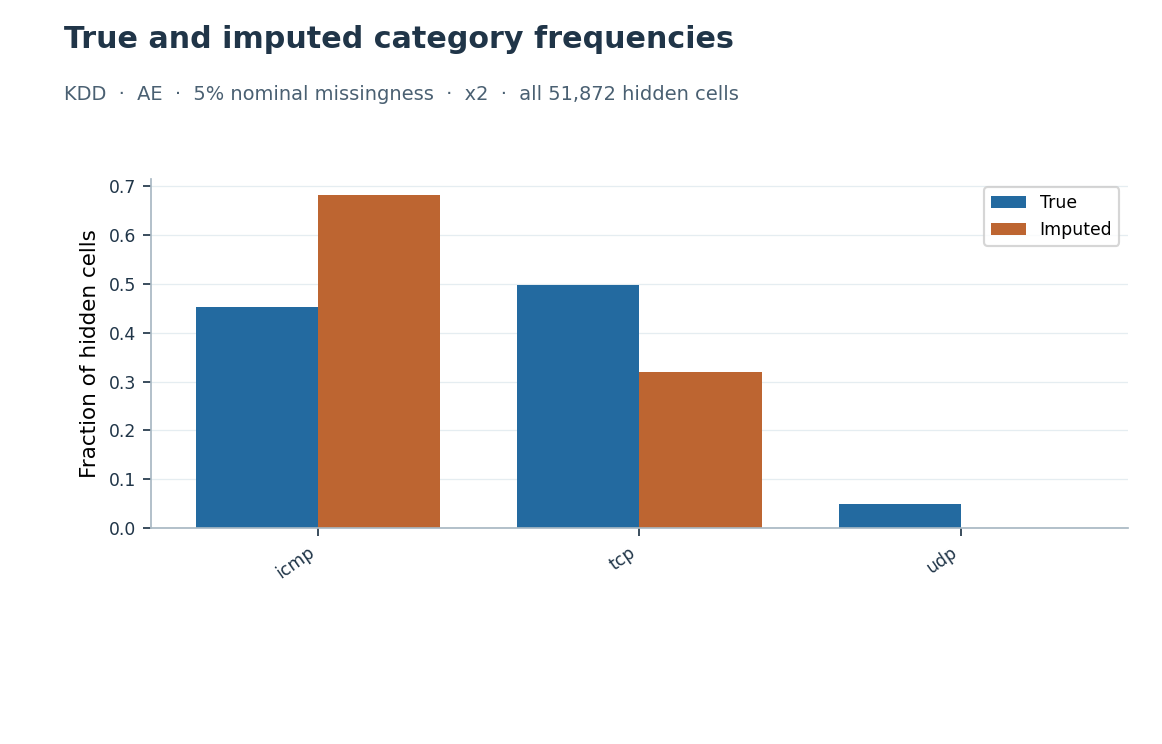 True and imputed category frequencies
KDD · AE · 5% nominal missingness · x2 · all 51,872 hidden cells
Fraction of hidden cells
0.7
0.6
0.5
0.4
0.3
0.2
0.1
0.0
True
Imputed
icmp
tcp
udp